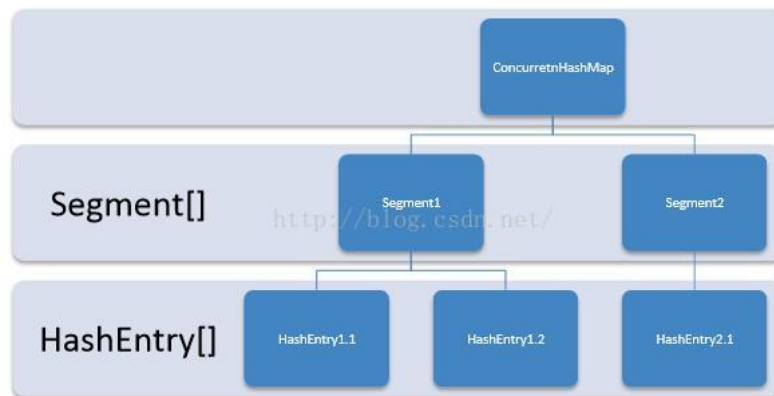 ConcurretnHashMap
Segment[]
Segment1
Segment2
http://blog.csdn.net/
HashEntry[]
HashEntry1.1
HashEntry1.2
HashEntry2.1